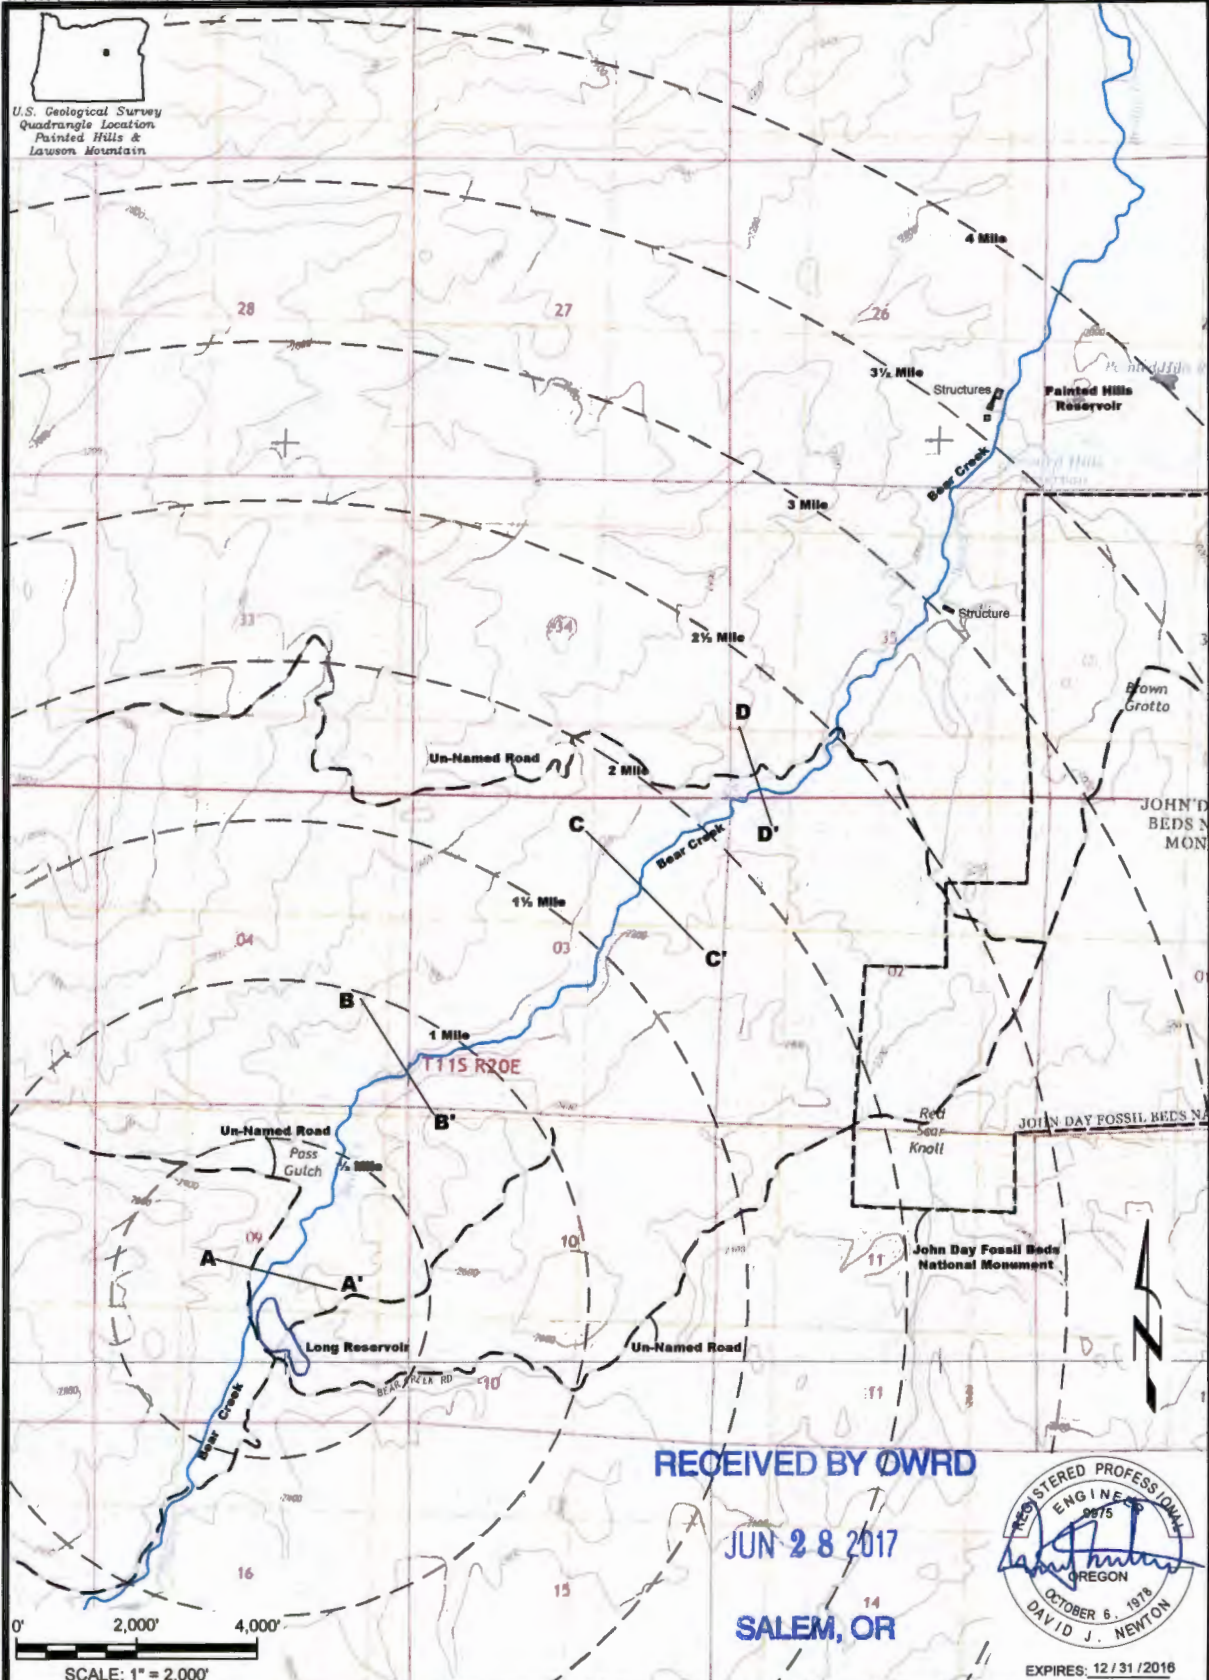 U.S. Geological Survey
Quadrangle Location
Painted Hills &
Lawson Mountain
4 Mile
28
27
26
3½ Mile
Structures
Painted Hills
Reservoir
Bear Creek
3 Mile
Structure
33
34
35
2½ Mile
Brown
Grotto
D
Un-Named Road
2 Mile
JOHN D
BEDS N
MON
C
D'
Bear Creek
1½ Mile
04
03
C'
02
B
1 Mile
T11S R20E
B'
Red
Scar
Knoll
JOHN DAY FOSSIL BEDS NA
Un-Named Road
Pass
Gulch
½ Mile
09
10
11
A
A'
John Day Fossil Beds
National Monument
Long Reservoir
Un-Named Road
BEAR CREEK RD
10
11
Bear Creek
RECEIVED BY OWRD
JUN 28 2017
SALEM, OR
16
15
14
REGISTERED PROFESSIONAL
ENGINEER
9975
OREGON
OCTOBER 6, 1978
DAVID J. NEWTON
EXPIRES: 12/31/2016
0' 2,000' 4,000'
SCALE: 1" = 2,000'